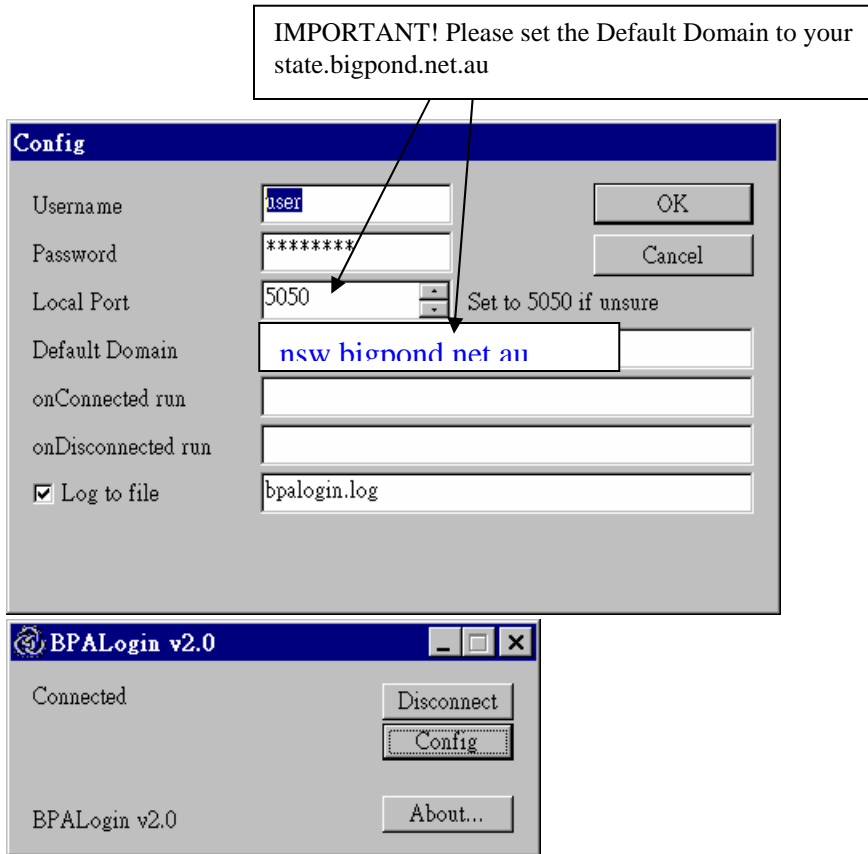 IMPORTANT! Please set the Default Domain to your
state.bigpond.net.au
Config
Username user OK
Password ******** Cancel
Local Port 5050 Set to 5050 if unsure
Default Domain nsw bigpond net au
onConnected run
onDisconnected run
Log to file bpalogin.log
BPALogin v2.0
Connected Disconnect
Config
BPALogin v2.0 About...